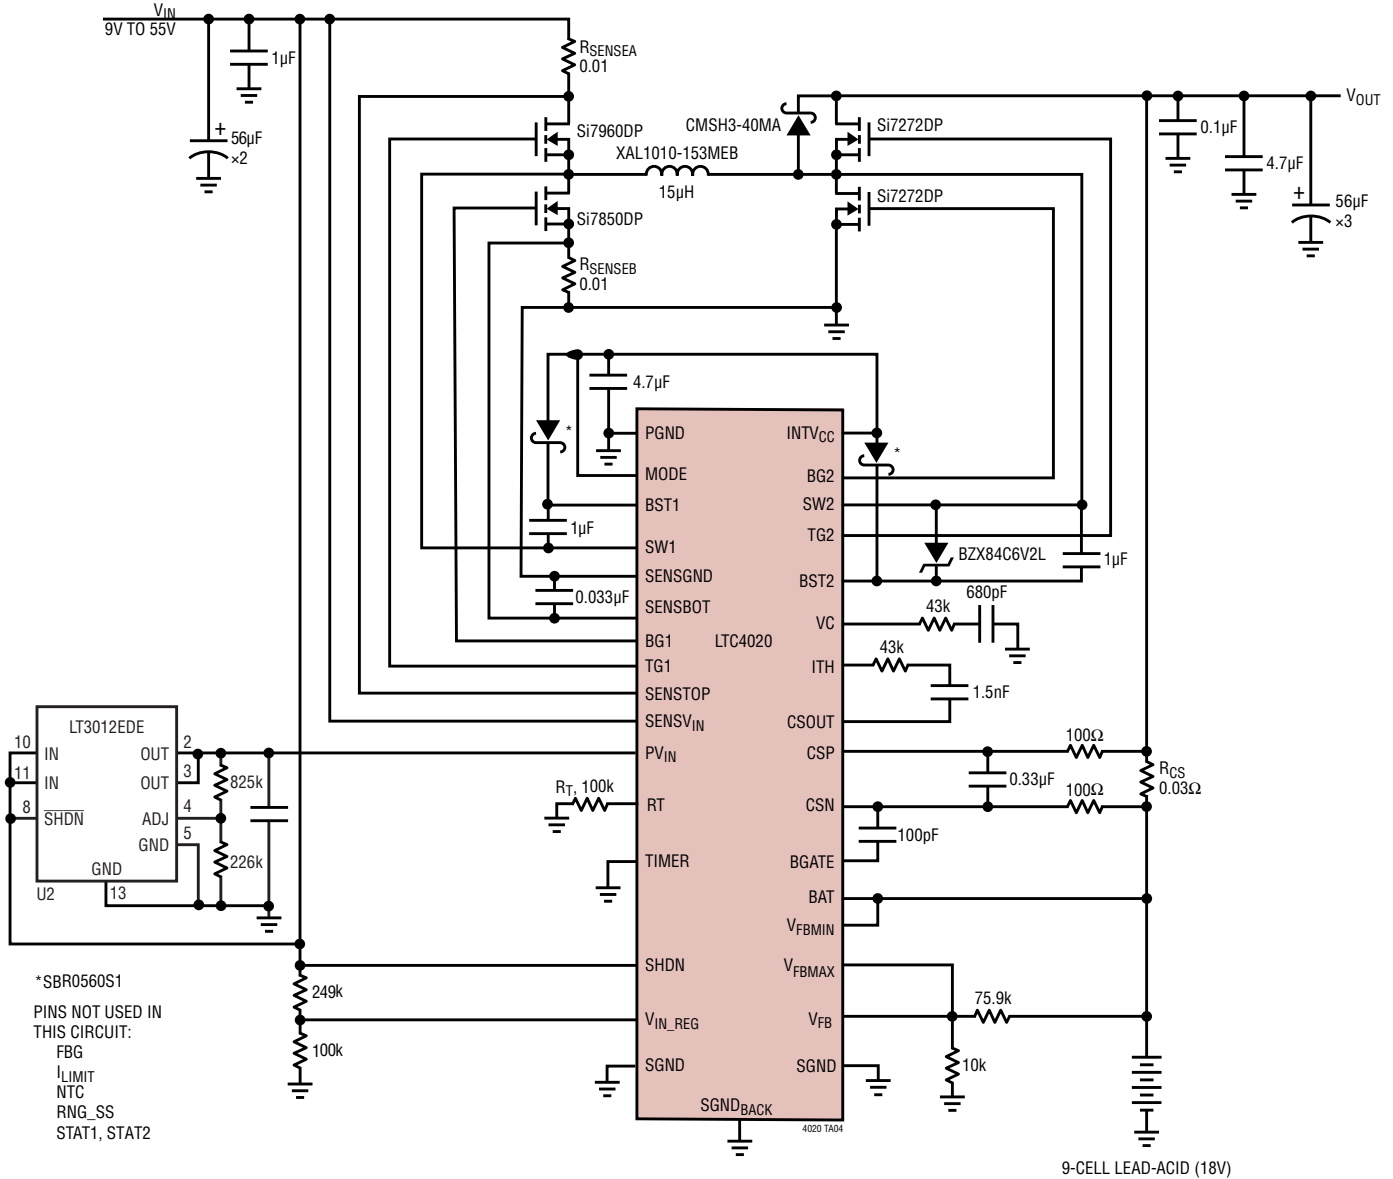 VIN
9V TO 55V
1µF
+
56µF
×2
RSENSEA
0.01
Si7960DP
XAL1010-153MEB
15µH
CMSH3-40MA
Si7272DP
VOUT
0.1µF
4.7µF
+
56µF
×3
Si7850DP
Si7272DP
RSENSEB
0.01
4.7µF
*
*
PGND
MODE
BST1
1µF
SW1
SENSGND
0.033µF
SENSBOT
BG1
TG1
SENSTOP
SENSVIN
PVIN
RT, 100k
RT
TIMER
SHDN
VIN_REG
SGND
LTC4020
SGNDBACK
INTVCC
BG2
SW2
TG2
BST2
VC
ITH
CSOUT
CSP
CSN
BGATE
BAT
VFBMIN
VFBMAX
VFB
SGND
4020 TA04
BZX84C6V2L
1µF
43k
680pF
43k
1.5nF
100Ω
0.33µF
100Ω
RCS
0.03Ω
100pF
75.9k
10k
9-CELL LEAD-ACID (18V)
LT3012EDE
10
IN
11
IN
8
SHDN
2
OUT
3
OUT
4
ADJ
5
GND
GND
13
U2
825k
226k
249k
100k
*SBR0560S1
PINS NOT USED IN
THIS CIRCUIT:
FBG
ILIMIT
NTC
RNG_SS
STAT1, STAT2